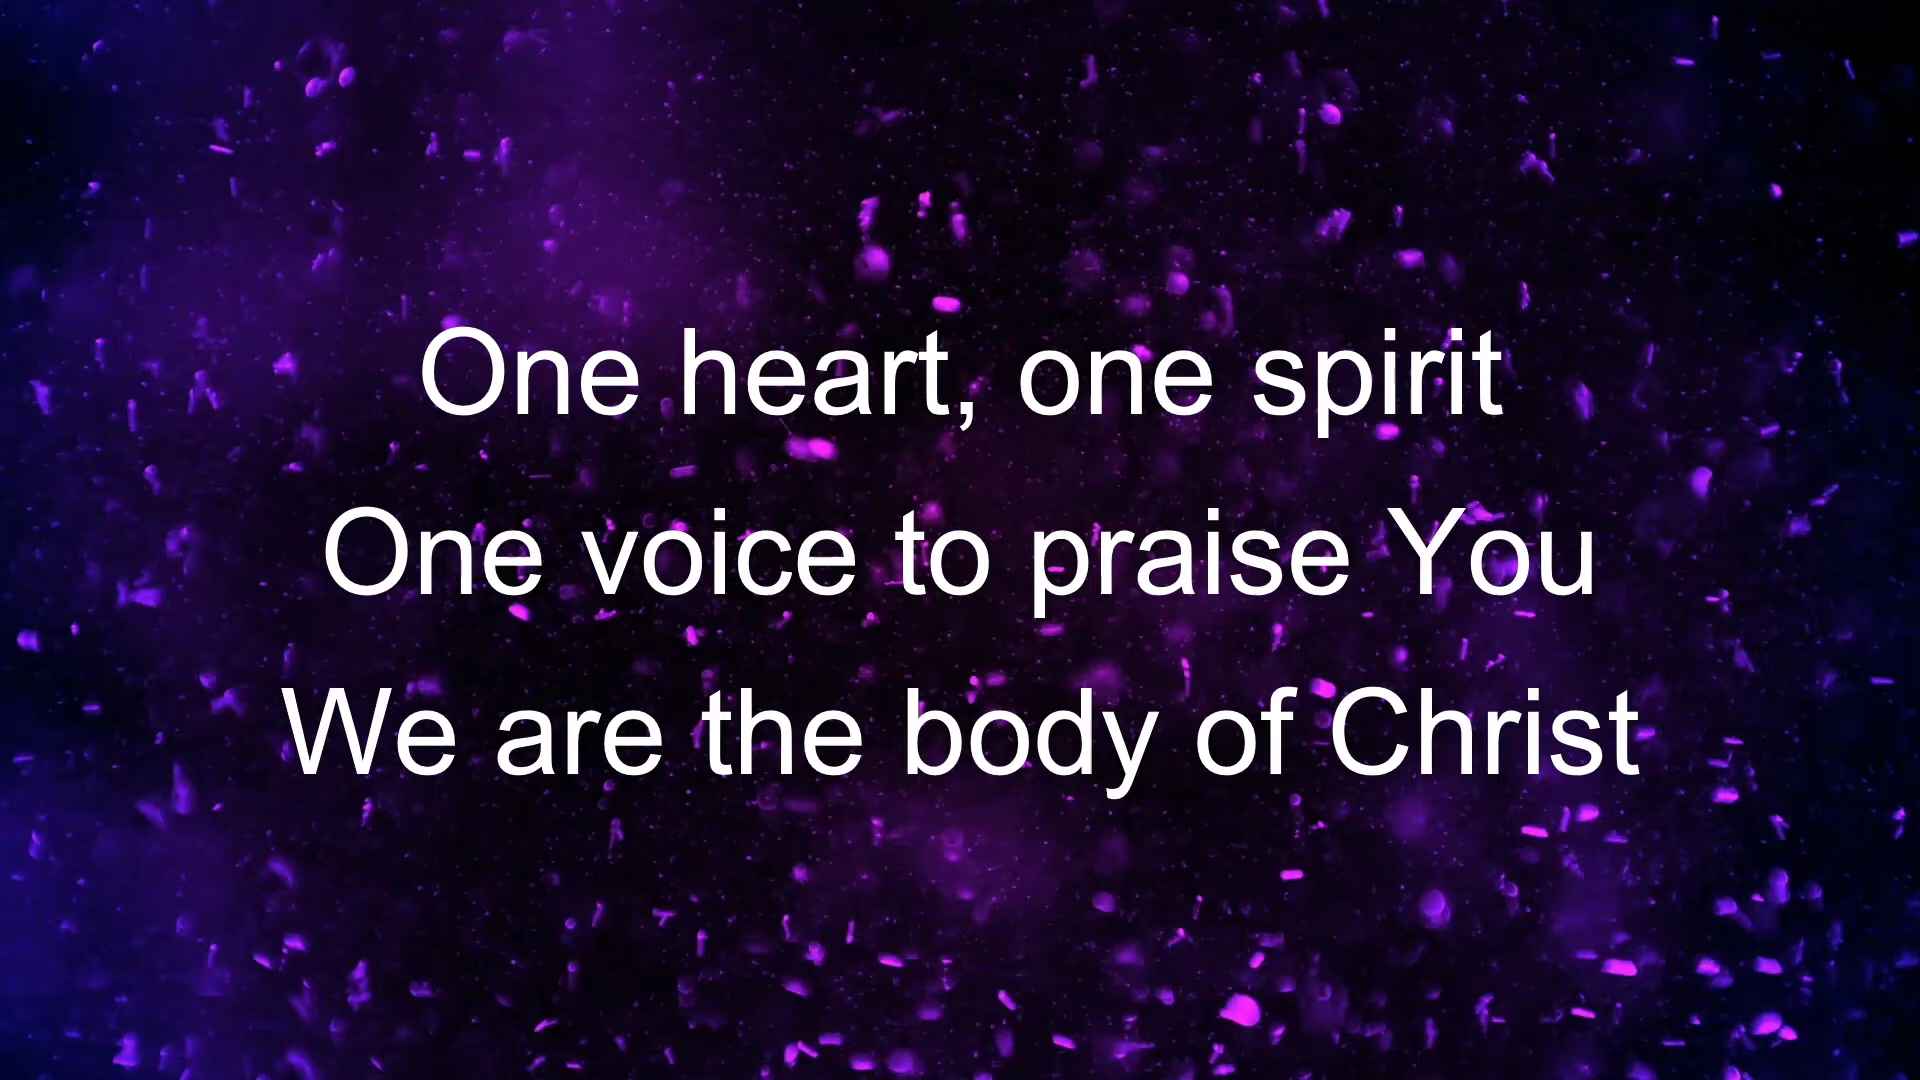 One heart, one spirit
One voice to praise You
We are the body of Christ